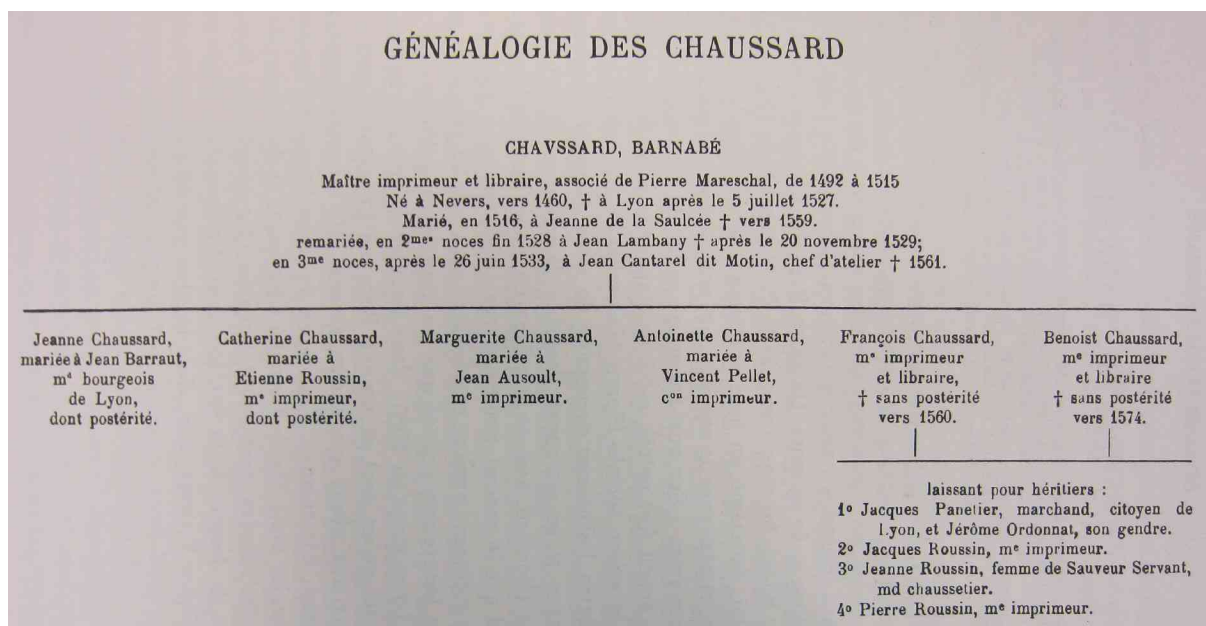 GÉNÉALOGIE DES CHAUSSARD
CHAVSSARD, BARNABÉ
Maître imprimeur et libraire, associé de Pierre Mareschal, de 1492 à 1515
Né à Nevers, vers 1460, † à Lyon après le 5 juillet 1527.
Marié, en 1516, à Jeanne de la Saulcée † vers 1559.
remariée, en 2mes noces fin 1528 à Jean Lambany † après le 20 novembre 1529;
en 3me noces, après le 26 juin 1533, à Jean Cantarel dit Motin, chef d'atelier † 1561.
Jeanne Chaussard,
mariée à Jean Barraut,
md bourgeois
de Lyon,
dont postérité.
Catherine Chaussard,
mariée à
Etienne Roussin,
me imprimeur,
dont postérité.
Marguerite Chaussard,
mariée à
Jean Ausoult,
me imprimeur.
Antoinette Chaussard,
mariée à
Vincent Pellet,
con imprimeur.
François Chaussard,
me imprimeur
et libraire,
† sans postérité
vers 1560.
Benoist Chaussard,
me imprimeur
et libraire
† sans postérité
vers 1574.
laissant pour héritiers :
1o Jacques Panetier, marchand, citoyen de
Lyon, et Jérôme Ordonnat, son gendre.
2o Jacques Roussin, me imprimeur.
3o Jeanne Roussin, femme de Sauveur Servant,
md chaussetier.
4o Pierre Roussin, me imprimeur.